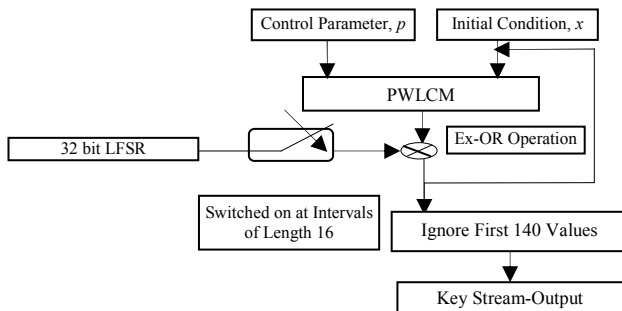 Control Parameter, p
Initial Condition, x
PWLCM
Ex-OR Operation
32 bit LFSR
Switched on at Intervals
of Length 16
Ignore First 140 Values
Key Stream-Output